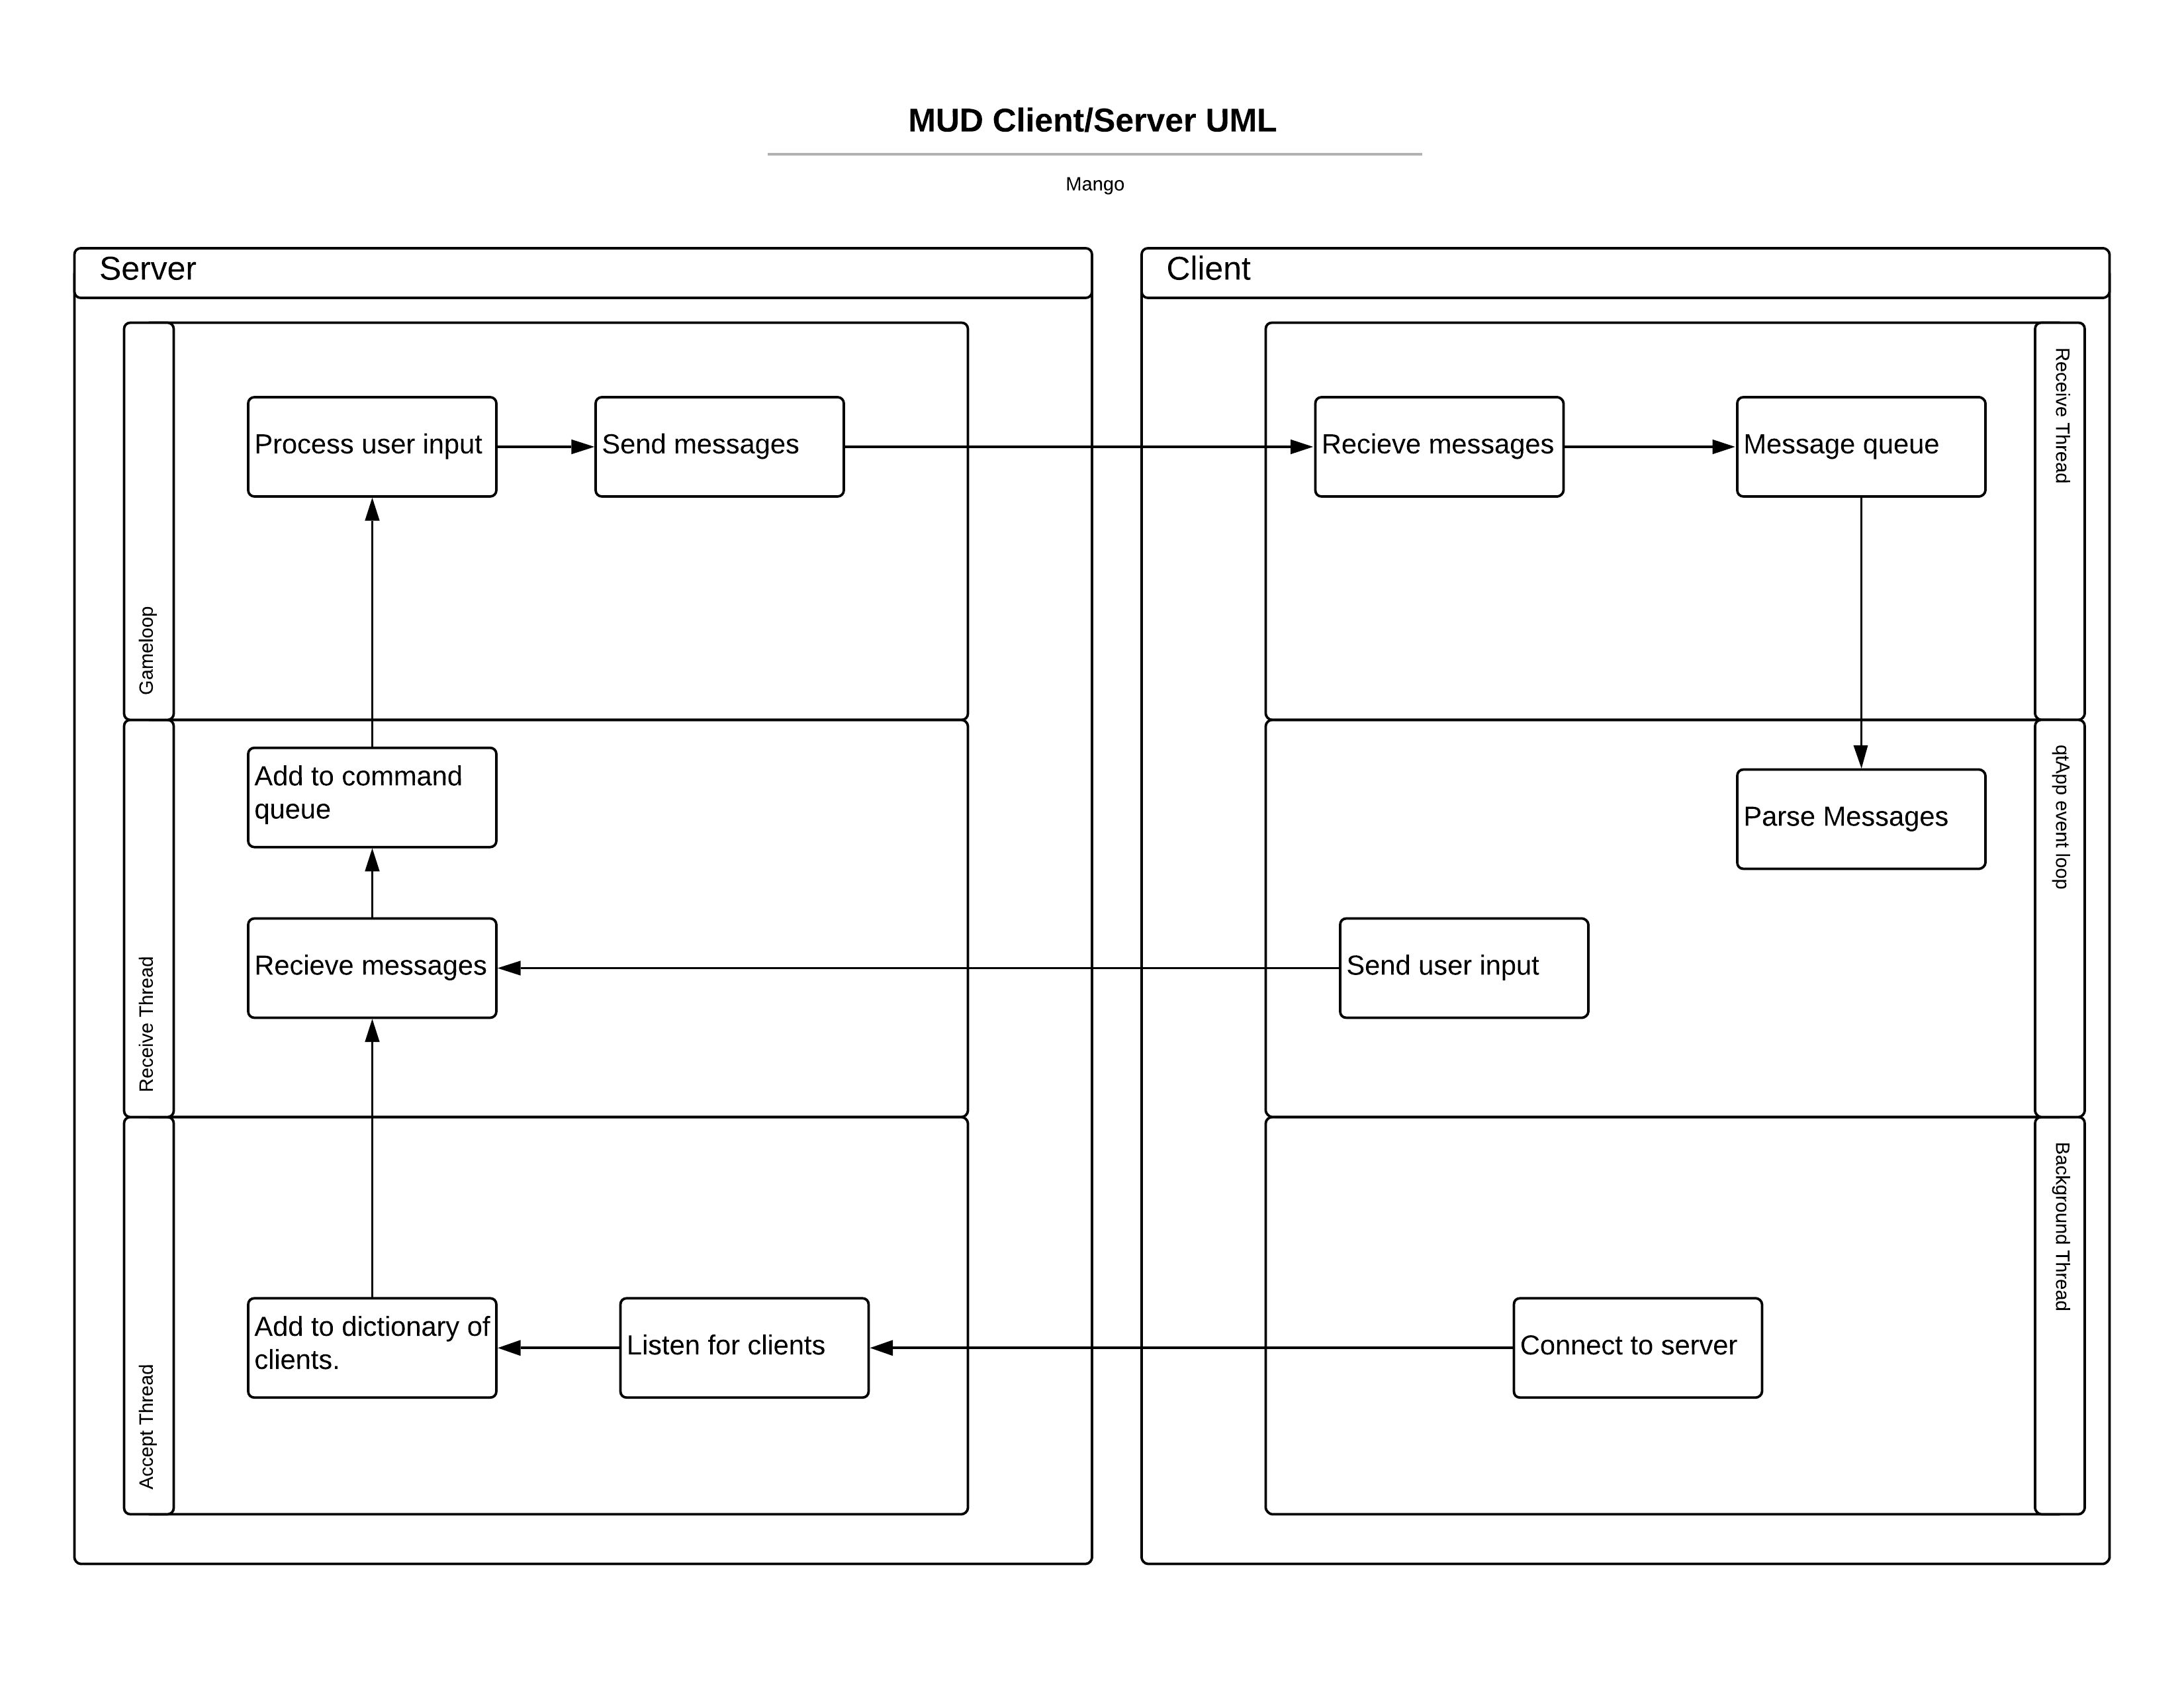 MUD Client/Server UML
Mango
Server
Gameloop
Process user input
Send messages
Receive Thread
Add to command
queue
Recieve messages
Accept Thread
Add to dictionary of
clients.
Listen for clients
Client
Recieve messages
Message queue
Receive Thread
Parse Messages
Send user input
qtApp event loop
Connect to server
Background Thread